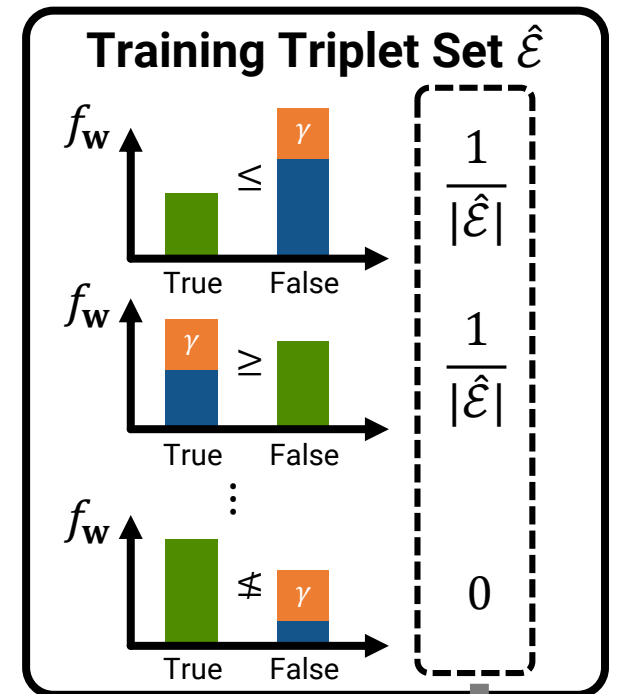 Training Triplet Set ℰ̂
f_w
γ
≤
1
|ℰ̂|
True False
f_w
γ
≥
1
|ℰ̂|
True False
⋮
f_w
≰
γ
0
True False